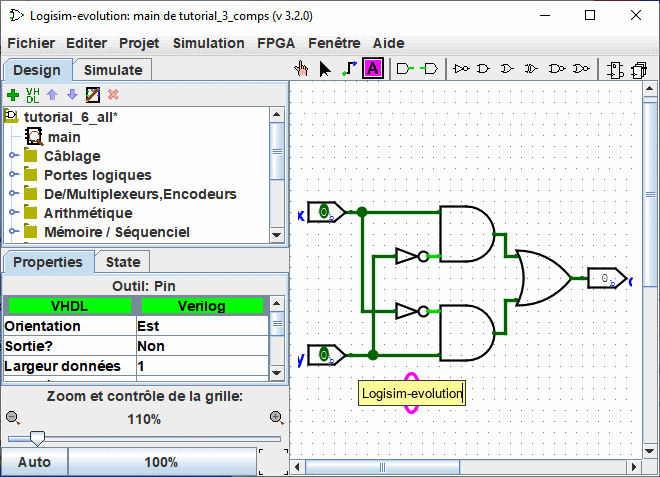 Logisim-evolution: main de tutorial_3_comps (v 3.2.0)
Fichier Editer Projet Simulation FPGA Fenêtre Aide
Design Simulate
A
VH
DL
tutorial_6_all*
main
Câblage
Portes logiques
De/Multiplexeurs,Encodeurs
Arithmétique
Mémoire / Séquenciel
Properties State
Outil: Pin
VHDL Verilog
Orientation Est
Sortie? Non
Largeur données 1
Zoom et contrôle de la grille:
110%
Auto 100%
x 0
y 0
0
Logisim-evolution